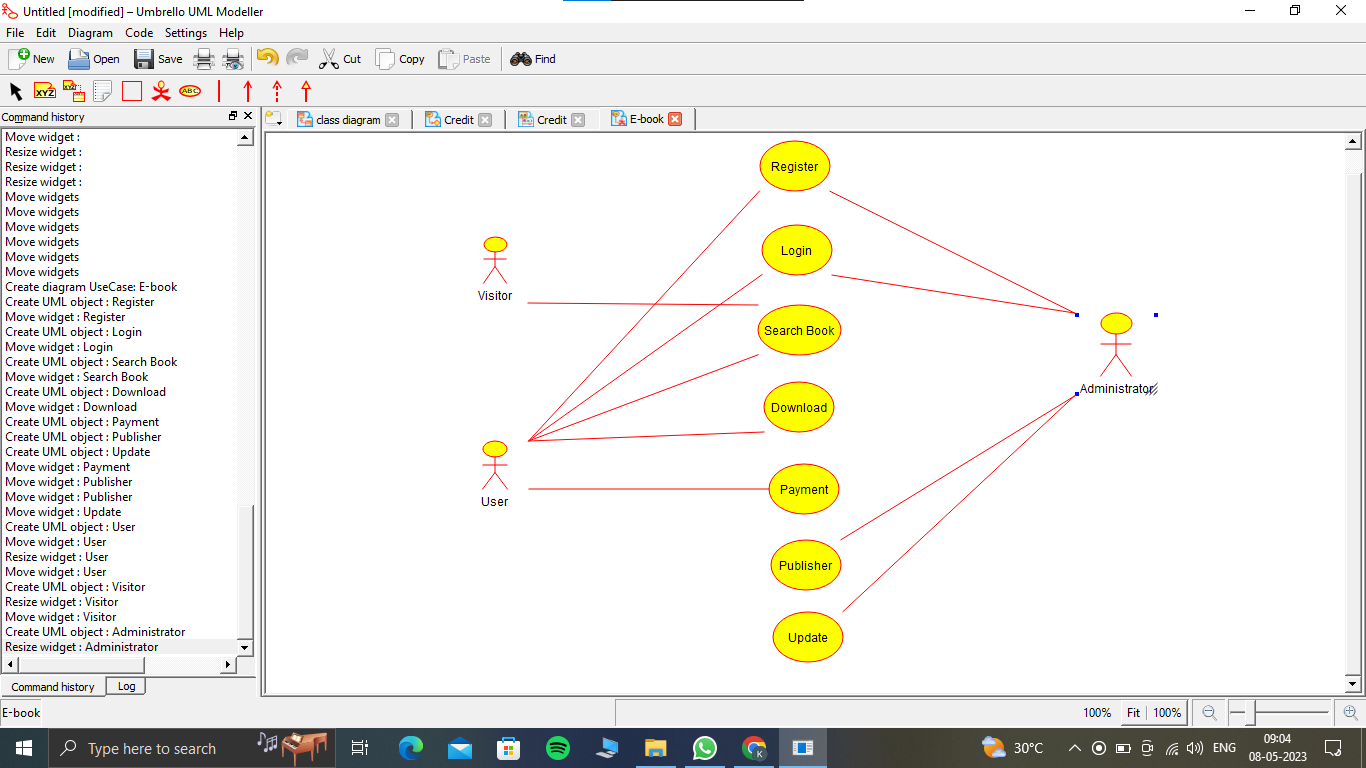 Untitled [modified] – Umbrello UML Modeller
File Edit Diagram Code Settings Help
New Open Save Cut Copy Paste Find
XYZ XYZ ABC
Command history
class diagram Credit Credit E-book
Move widget :
Resize widget :
Resize widget :
Resize widget :
Move widgets
Move widgets
Move widgets
Move widgets
Move widgets
Move widgets
Create diagram UseCase: E-book
Create UML object : Register
Move widget : Register
Create UML object : Login
Move widget : Login
Create UML object : Search Book
Move widget : Search Book
Create UML object : Download
Move widget : Download
Create UML object : Payment
Create UML object : Publisher
Create UML object : Update
Move widget : Payment
Move widget : Publisher
Move widget : Publisher
Move widget : Update
Create UML object : User
Move widget : User
Resize widget : User
Move widget : User
Create UML object : Visitor
Resize widget : Visitor
Move widget : Visitor
Create UML object : Administrator
Resize widget : Administrator
Command history Log
Register
Login
Visitor
Search Book
Administrator
Download
User
Payment
Publisher
Update
E-book
100% Fit 100%
Type here to search
30°C
ENG
09:04
08-05-2023